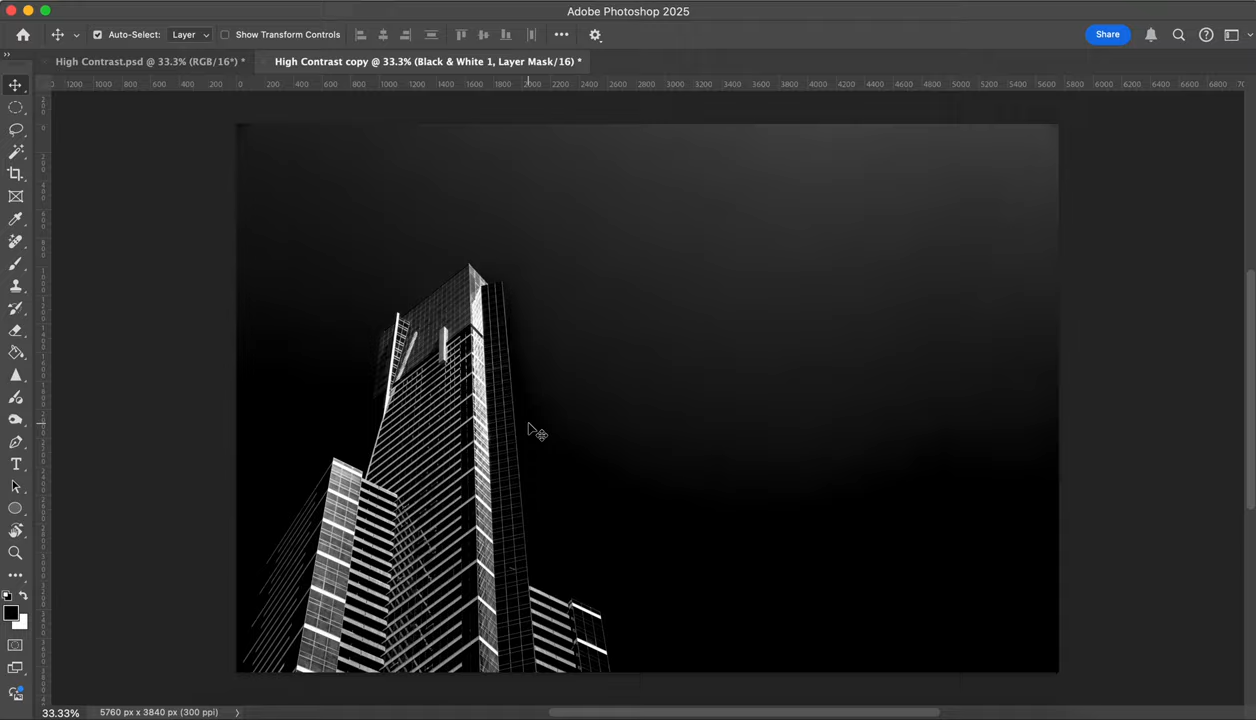 Adobe Photoshop 2025
Auto-Select: Layer Show Transform Controls Share
High Contrast.psd @ 33.3% (RGB/16*) * High Contrast copy @ 33.3% (Black & White 1, Layer Mask/16) *
1200 1000 800 600 400 200 0 200 400 600 800 1000 1200 1400 1600 1800 2000 2200 2400 2600 2800 3000 3200 3400 3600 3800 4000 4200 4400 4600 4800 5000 5200 5400 5600 5800 6000 6200 6400 6600 6800
33.33% 5760 px x 3840 px (300 ppi)